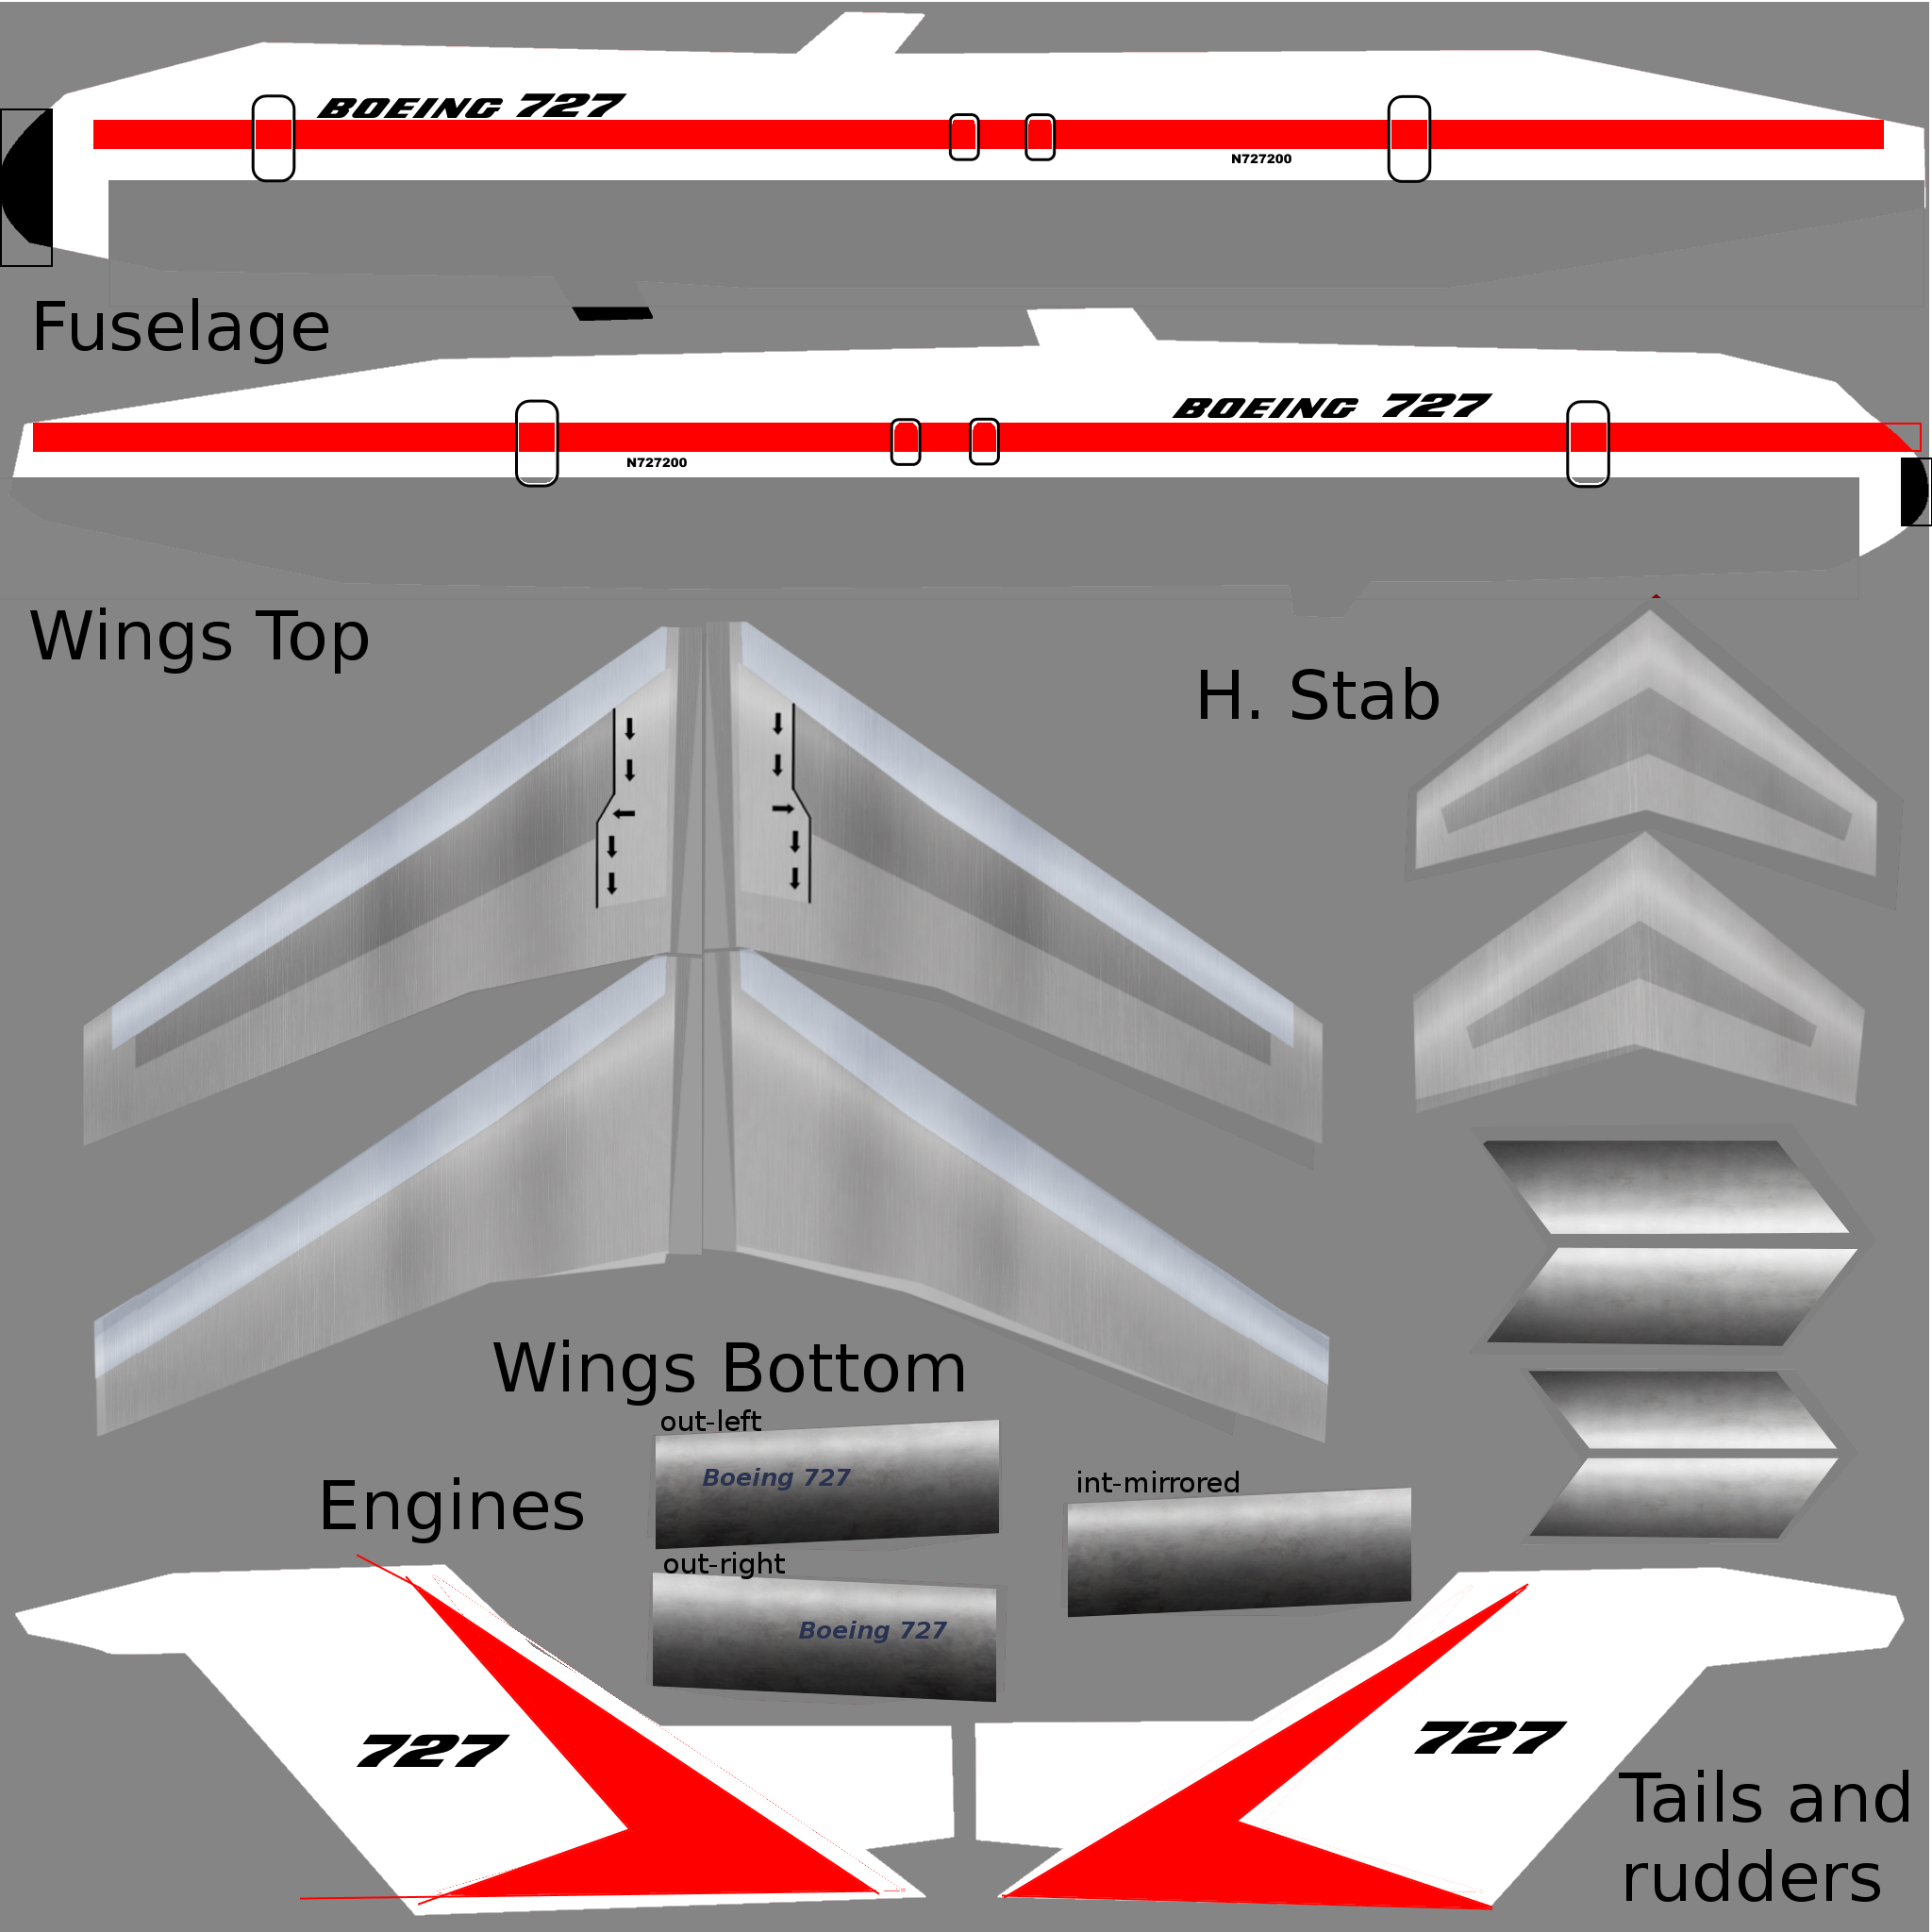 BOEING 727
N727200
Fuselage
BOEING 727
N727200
Wings Top
H. Stab
Wings Bottom
out-left
Boeing 727
int-mirrored
Engines
out-right
Boeing 727
727
727
Tails and
rudders